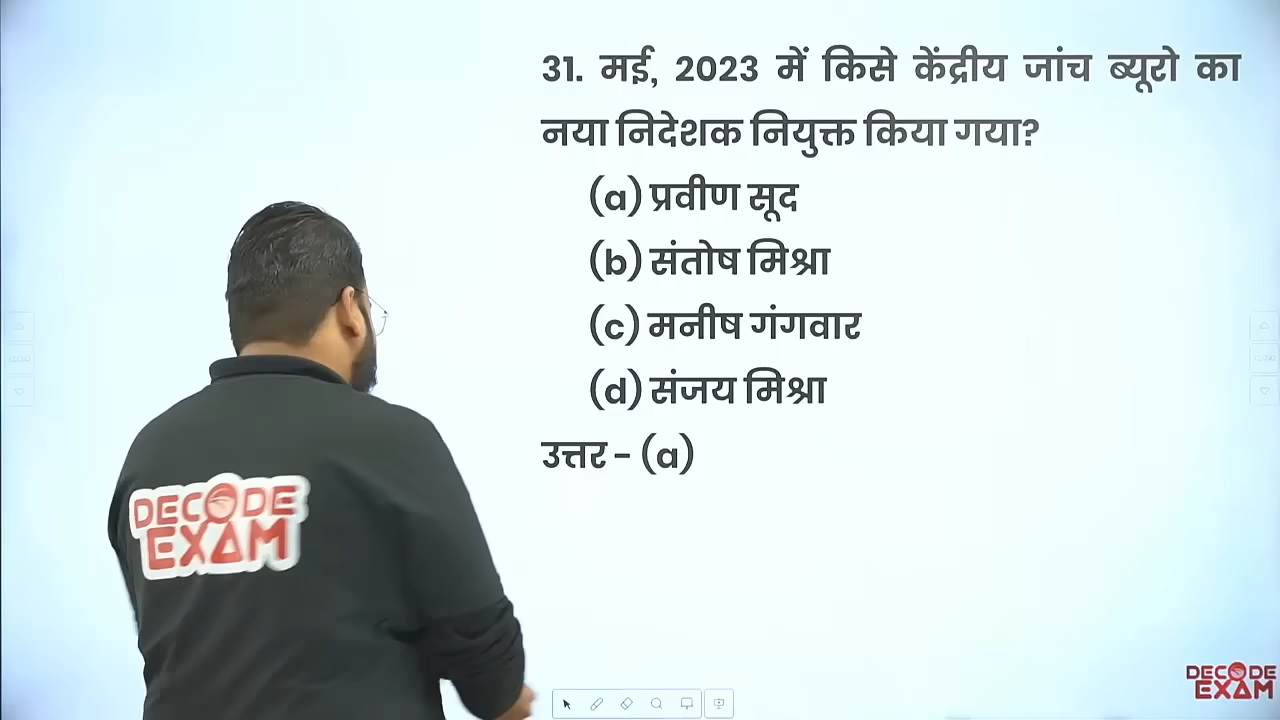 31. मई, 2023 में किसे केंद्रीय जांच ब्यूरो का
नया निदेशक नियुक्त किया गया?
(a) प्रवीण सूद
(b) संतोष मिश्रा
(c) मनीष गंगवार
(d) संजय मिश्रा
उत्तर - (a)
DECODE
EXAM
DECODE
EXAM